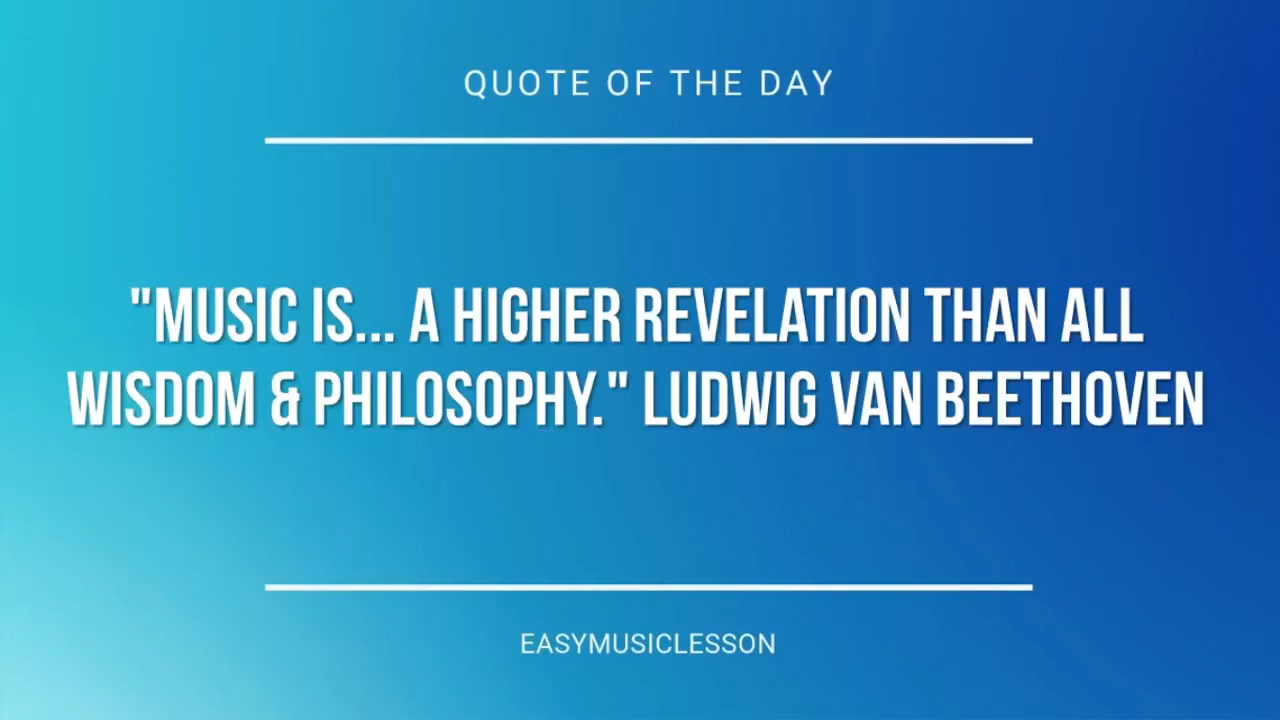 QUOTE OF THE DAY
"MUSIC IS... A HIGHER REVELATION THAN ALL
WISDOM & PHILOSOPHY." LUDWIG VAN BEETHOVEN
EASYMUSICLESSON